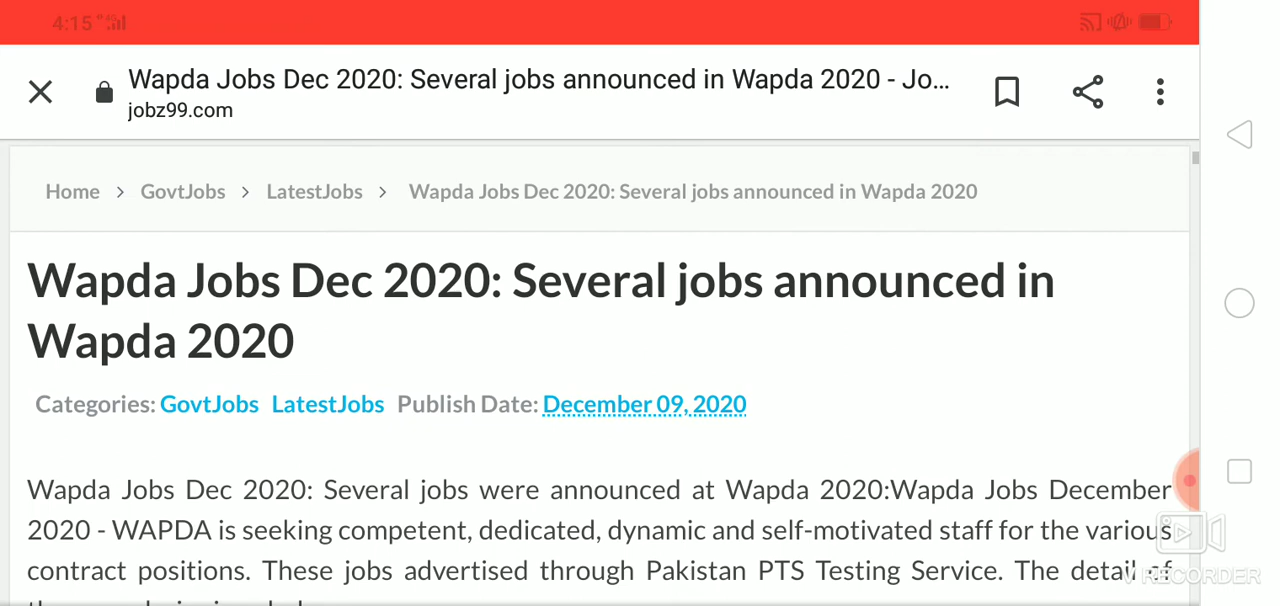 4:15
Wapda Jobs Dec 2020: Several jobs announced in Wapda 2020 - Jo...
jobz99.com
Home > GovtJobs > LatestJobs > Wapda Jobs Dec 2020: Several jobs announced in Wapda 2020
Wapda Jobs Dec 2020: Several jobs announced in
Wapda 2020
Categories: GovtJobs LatestJobs Publish Date: December 09, 2020
Wapda Jobs Dec 2020: Several jobs were announced at Wapda 2020:Wapda Jobs December
2020 - WAPDA is seeking competent, dedicated, dynamic and self-motivated staff for the various
contract positions. These jobs advertised through Pakistan PTS Testing Service. The detail of
V RECORDER